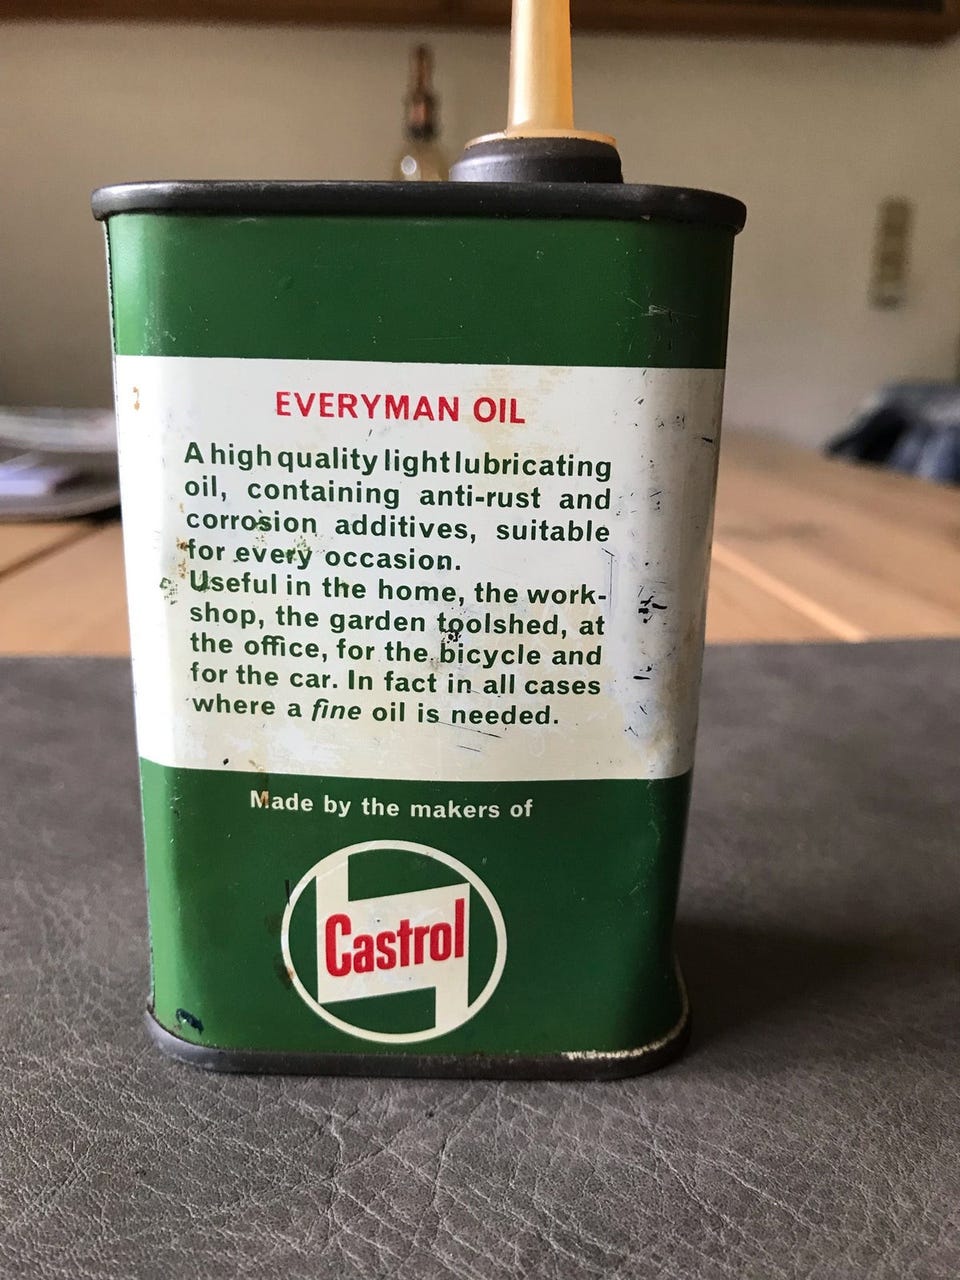 EVERYMAN OIL
A high quality light lubricating
oil, containing anti-rust and
corrosion additives, suitable
for every occasion.
Useful in the home, the work-
shop, the garden toolshed, at
the office, for the bicycle and
for the car. In fact in all cases
where a fine oil is needed.
Made by the makers of
Castrol